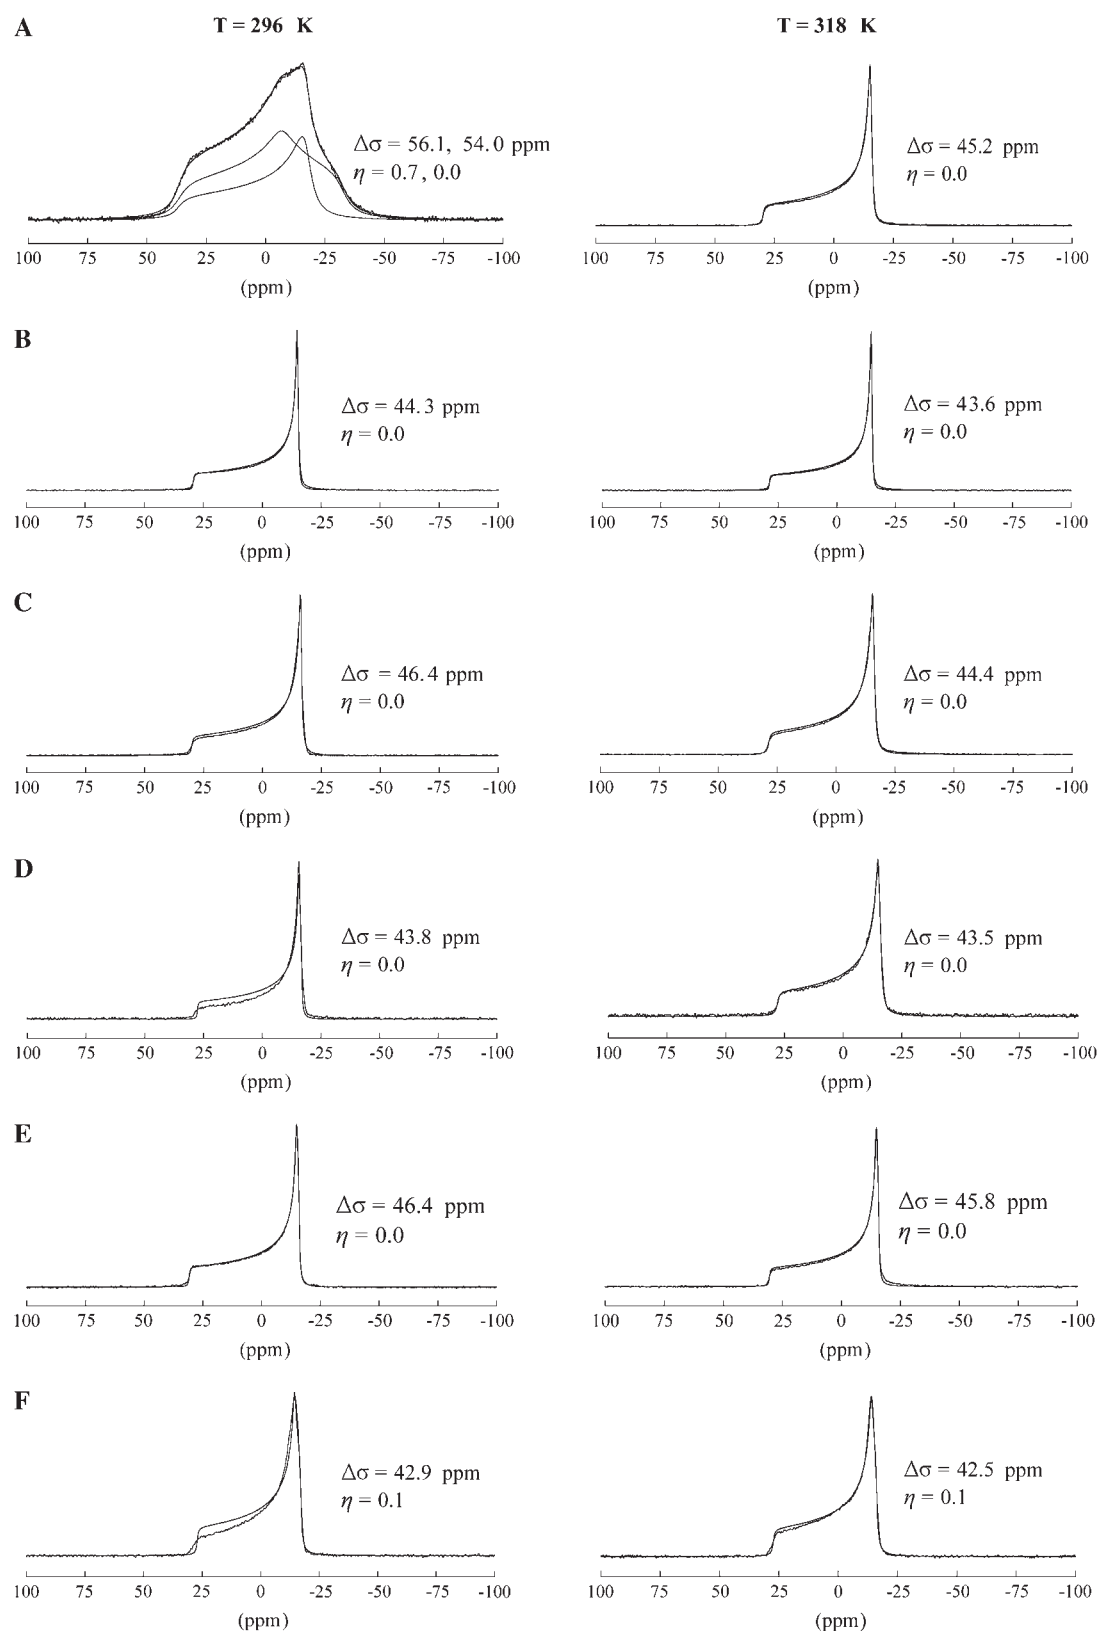 A
T = 296 K
T = 318 K
Δσ = 56.1, 54.0 ppm
η = 0.7, 0.0
Δσ = 45.2 ppm
η = 0.0
100 75 50 25 0 -25 -50 -75 -100
(ppm)
100 75 50 25 0 -25 -50 -75 -100
(ppm)
B
Δσ = 44.3 ppm
η = 0.0
Δσ = 43.6 ppm
η = 0.0
100 75 50 25 0 -25 -50 -75 -100
(ppm)
100 75 50 25 0 -25 -50 -75 -100
(ppm)
C
Δσ = 46.4 ppm
η = 0.0
Δσ = 44.4 ppm
η = 0.0
100 75 50 25 0 -25 -50 -75 -100
(ppm)
100 75 50 25 0 -25 -50 -75 -100
(ppm)
D
Δσ = 43.8 ppm
η = 0.0
Δσ = 43.5 ppm
η = 0.0
100 75 50 25 0 -25 -50 -75 -100
(ppm)
100 75 50 25 0 -25 -50 -75 -100
(ppm)
E
Δσ = 46.4 ppm
η = 0.0
Δσ = 45.8 ppm
η = 0.0
100 75 50 25 0 -25 -50 -75 -100
(ppm)
100 75 50 25 0 -25 -50 -75 -100
(ppm)
F
Δσ = 42.9 ppm
η = 0.1
Δσ = 42.5 ppm
η = 0.1
100 75 50 25 0 -25 -50 -75 -100
(ppm)
100 75 50 25 0 -25 -50 -75 -100
(ppm)